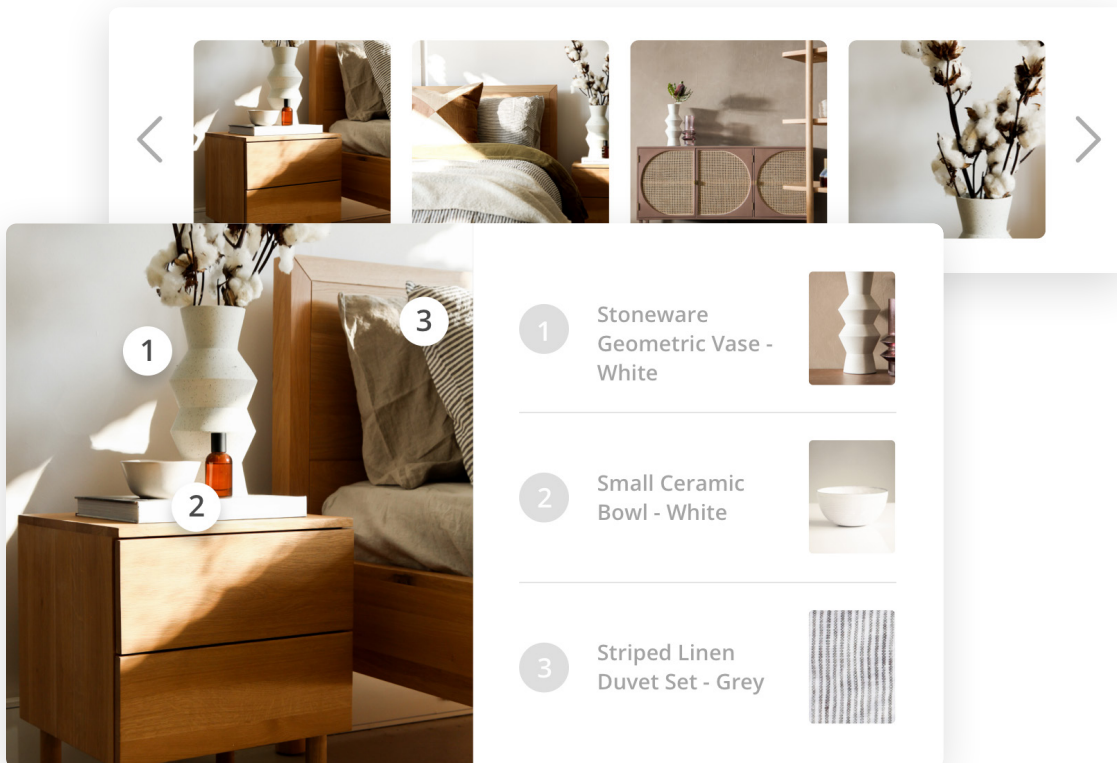 1
3
2
1
Stoneware
Geometric Vase -
White
2
Small Ceramic
Bowl - White
3
Striped Linen
Duvet Set - Grey